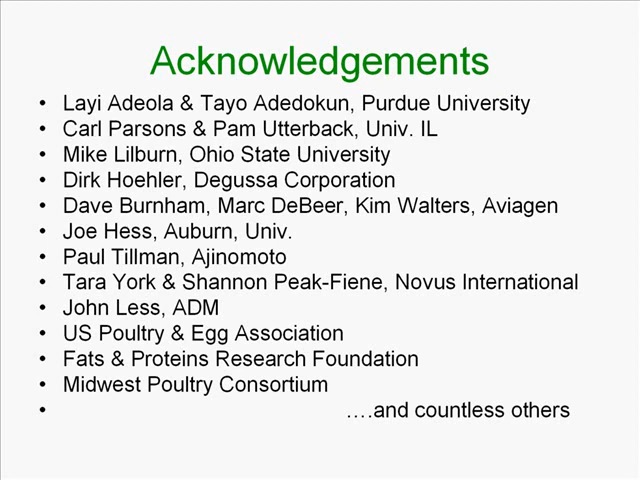 Acknowledgements
• Layi Adeola & Tayo Adedokun, Purdue University
• Carl Parsons & Pam Utterback, Univ. IL
• Mike Lilburn, Ohio State University
• Dirk Hoehler, Degussa Corporation
• Dave Burnham, Marc DeBeer, Kim Walters, Aviagen
• Joe Hess, Auburn, Univ.
• Paul Tillman, Ajinomoto
• Tara York & Shannon Peak-Fiene, Novus International
• John Less, ADM
• US Poultry & Egg Association
• Fats & Proteins Research Foundation
• Midwest Poultry Consortium
• ….and countless others